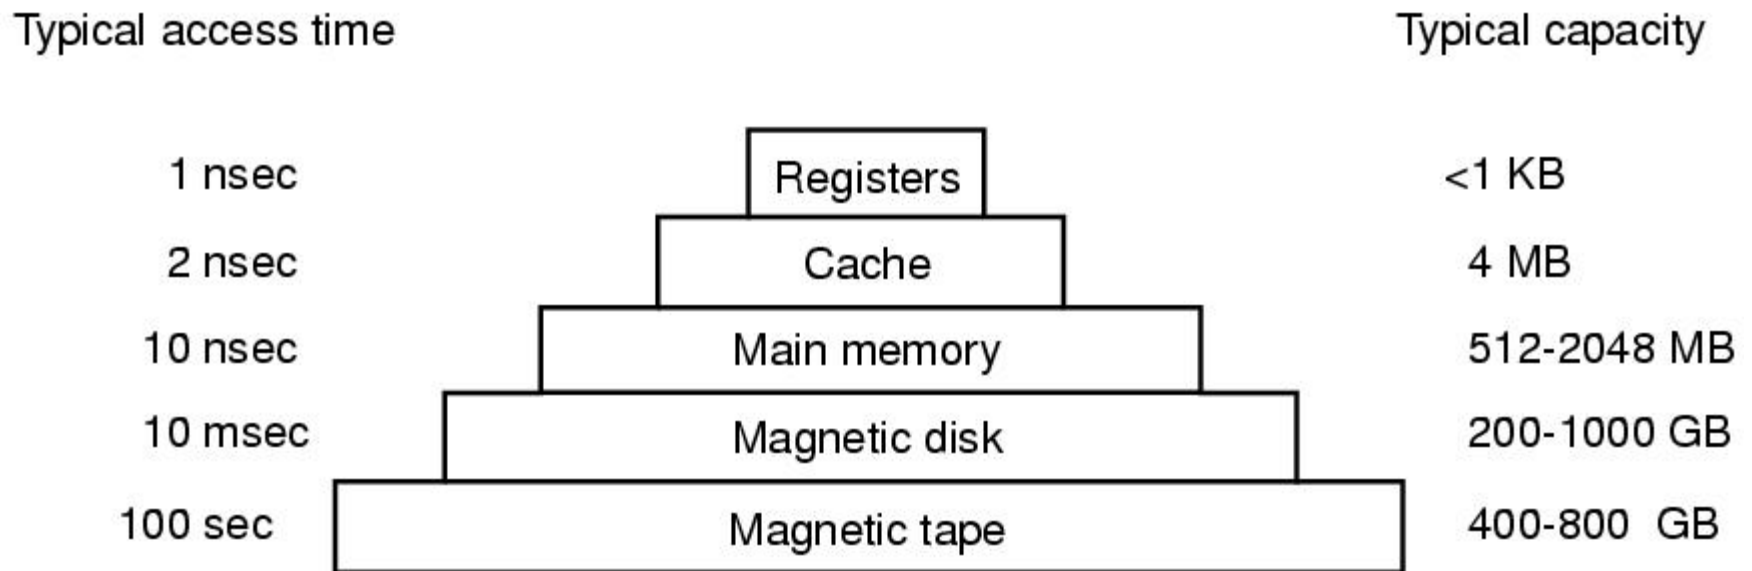 Typical access time Typical capacity
1 nsec Registers <1 KB
2 nsec Cache 4 MB
10 nsec Main memory 512-2048 MB
10 msec Magnetic disk 200-1000 GB
100 sec Magnetic tape 400-800 GB